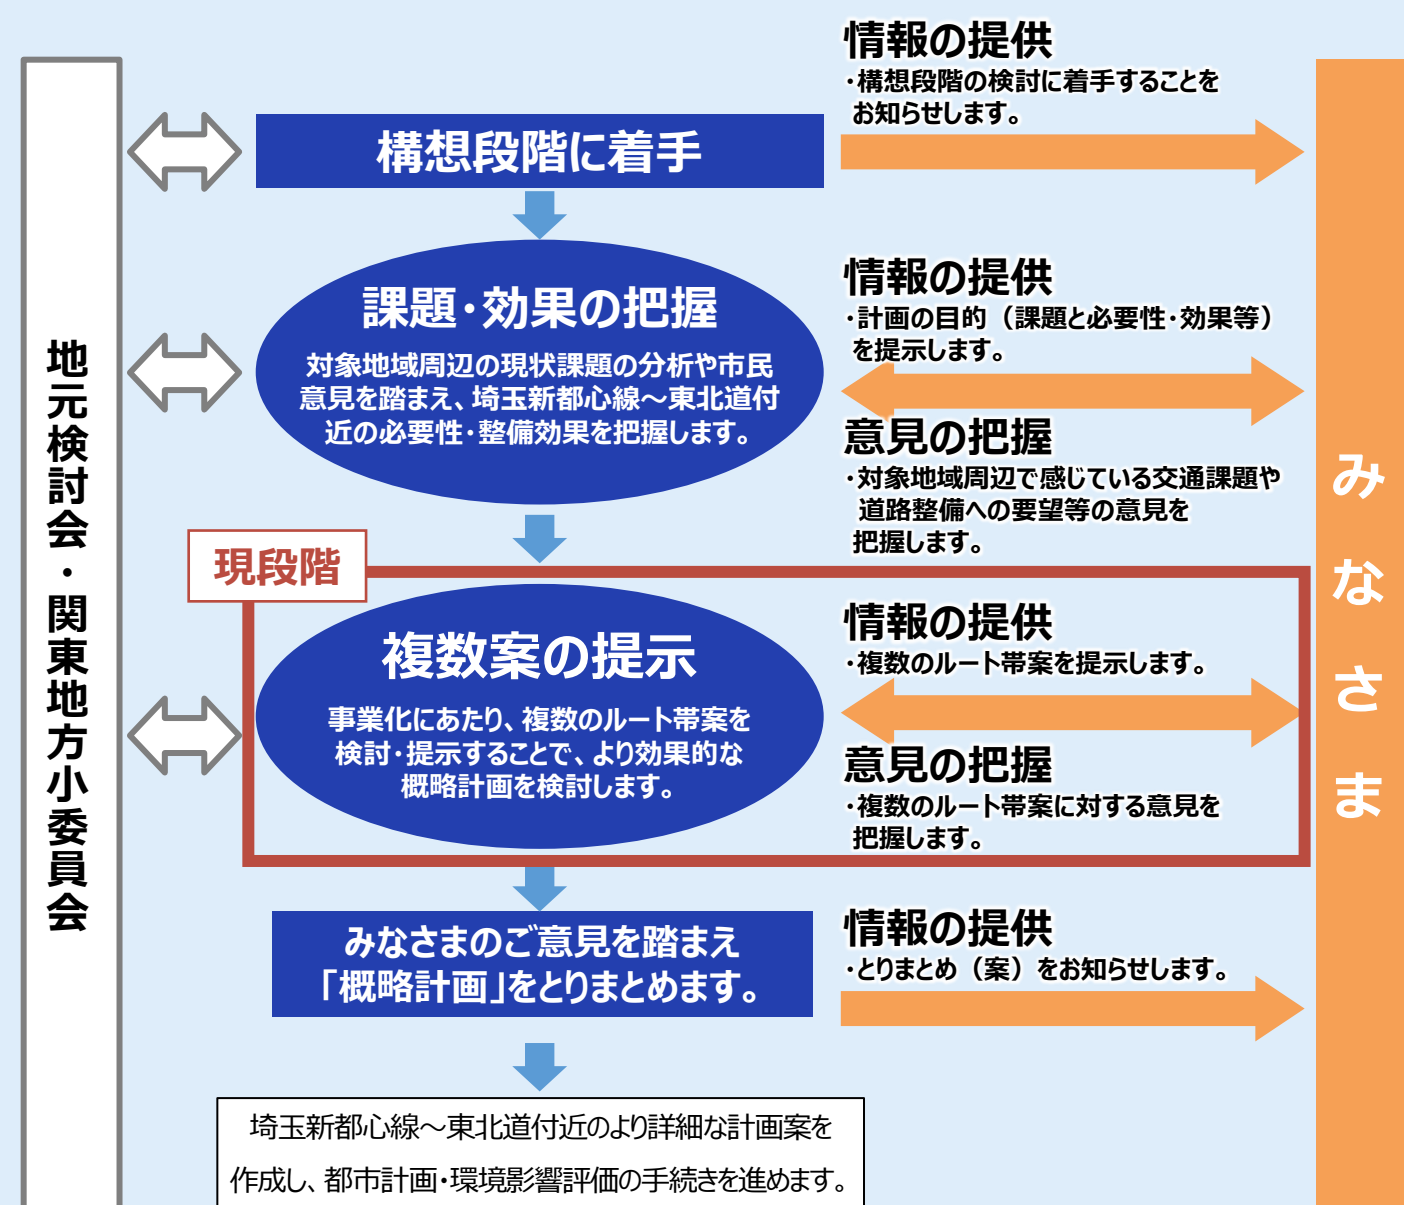 地元検討会・関東地方小委員会
構想段階に着手
情報の提供
・構想段階の検討に着手することを
お知らせします。
課題・効果の把握
対象地域周辺の現状課題の分析や市民
意見を踏まえ、埼玉新都心線～東北道付
近の必要性・整備効果を把握します。
情報の提供
・計画の目的（課題と必要性・効果等）
を提示します。
意見の把握
・対象地域周辺で感じている交通課題や
道路整備への要望等の意見を
把握します。
現段階
複数案の提示
事業化にあたり、複数のルート帯案を
検討・提示することで、より効果的な
概略計画を検討します。
情報の提供
・複数のルート帯案を提示します。
意見の把握
・複数のルート帯案に対する意見を
把握します。
みなさまのご意見を踏まえ
「概略計画」をとりまとめます。
情報の提供
・とりまとめ（案）をお知らせします。
埼玉新都心線～東北道付近のより詳細な計画案を
作成し、都市計画・環境影響評価の手続きを進めます。
みなさま